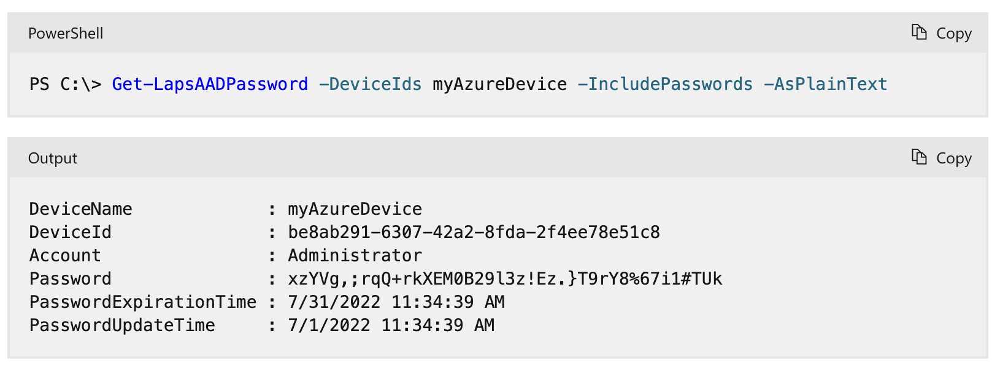 PowerShell
Copy
PS C:\> Get-LapsAADPassword -DeviceIds myAzureDevice -IncludePasswords -AsPlainText
Output
Copy
DeviceName             : myAzureDevice
DeviceId               : be8ab291-6307-42a2-8fda-2f4ee78e51c8
Account                : Administrator
Password               : xzYVg,;rqQ+rkXEM0B29l3z!Ez.}T9rY8%67i1#TUk
PasswordExpirationTime : 7/31/2022 11:34:39 AM
PasswordUpdateTime     : 7/1/2022 11:34:39 AM